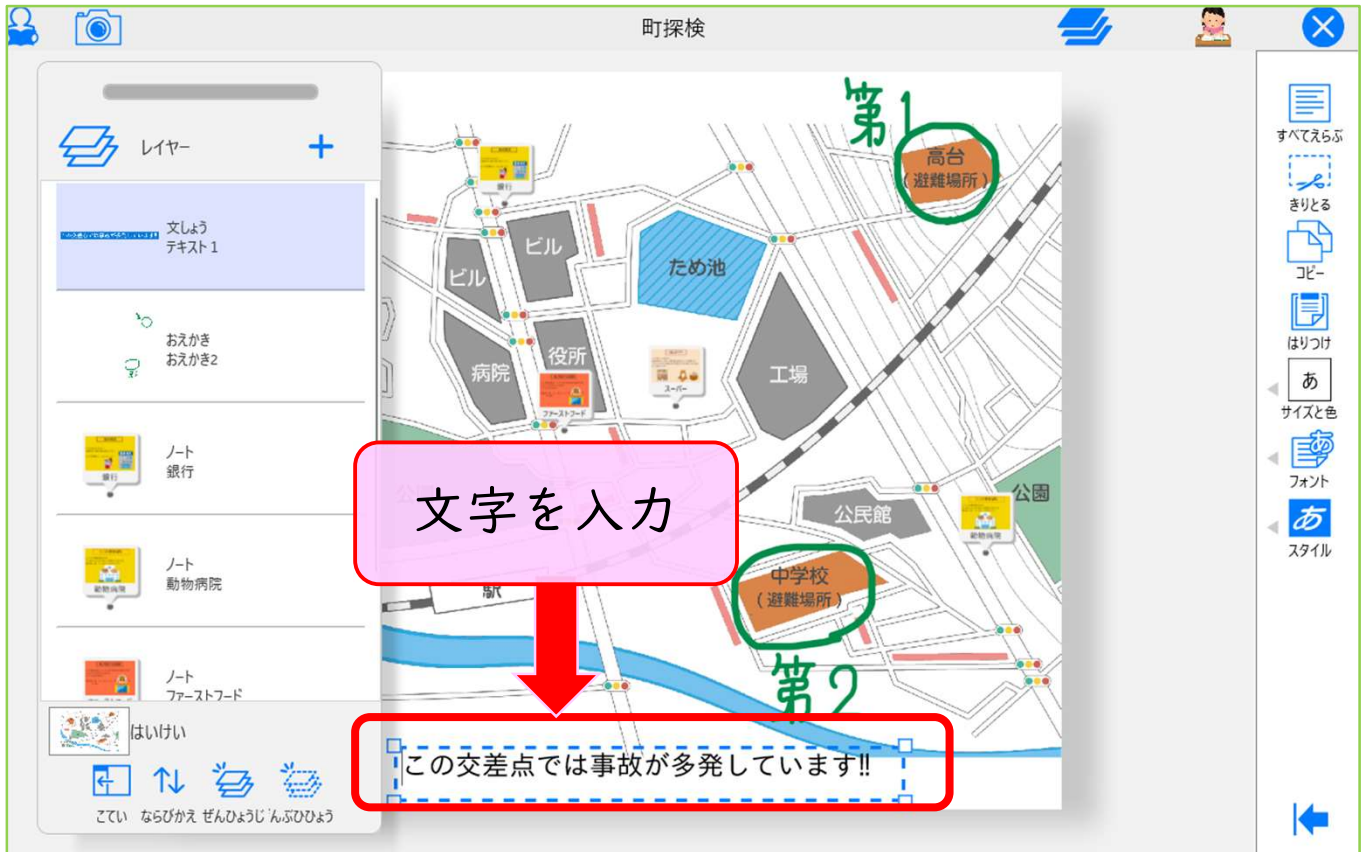 町探検
レイヤー
文しょう
テキスト1
おえかき
おえかき2
ノート
銀行
ノート
動物病院
ノート
ファーストフード
はいけい
こてい
ならびかえ
ぜんひょうじ
んぶひひょう
第1
高台
(避難場所)
銀行
ビル
ビル
ため池
病院
役所
スーパー
工場
ファーストフード
文字を入力
公園
公民館
動物病院
中学校
(避難場所)
駅
第2
この交差点では事故が多発しています!!
すべてえらぶ
きりとる
コピー
はりつけ
あ
サイズと色
あ
フォント
あ
スタイル